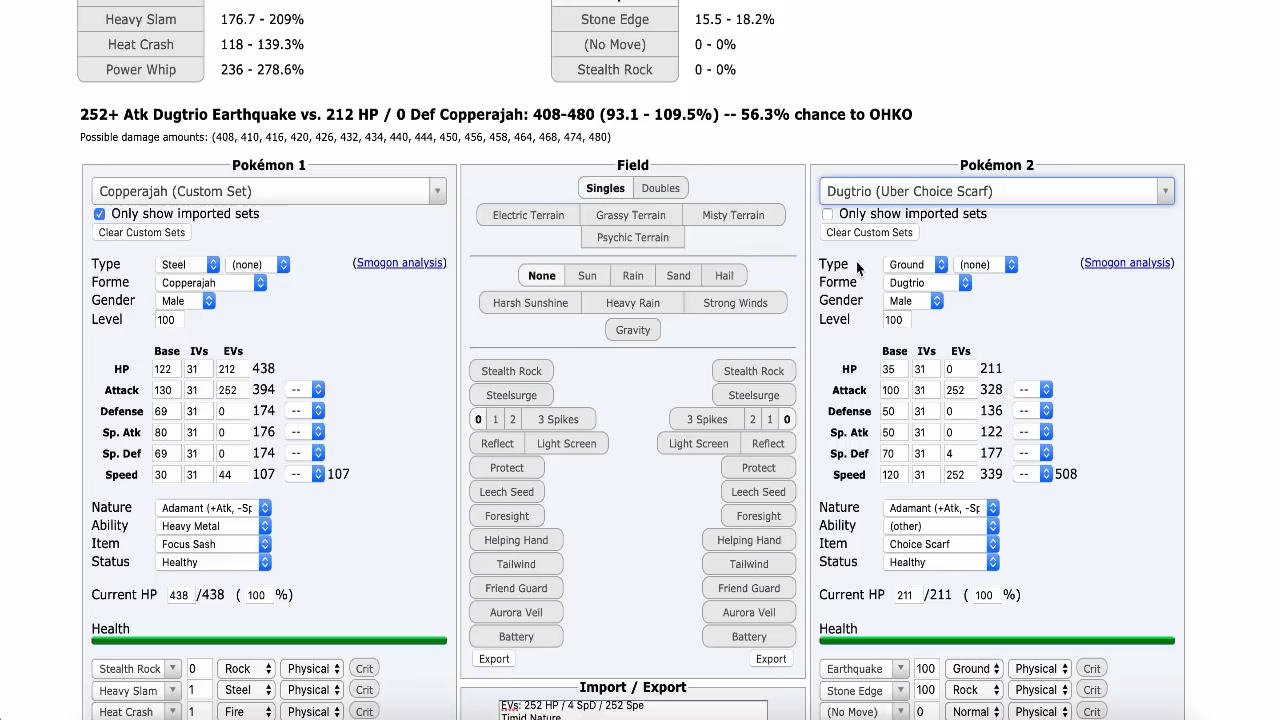 Heavy Slam 176.7 - 209% Stone Edge 15.5 - 18.2%
Heat Crash 118 - 139.3% (No Move) 0 - 0%
Power Whip 236 - 278.6% Stealth Rock 0 - 0%
252+ Atk Dugtrio Earthquake vs. 212 HP / 0 Def Copperajah: 408-480 (93.1 - 109.5%) -- 56.3% chance to OHKO
Possible damage amounts: (408, 410, 416, 420, 426, 432, 434, 440, 444, 450, 456, 458, 464, 468, 474, 480)
Pokémon 1
Copperajah (Custom Set)
Only show imported sets
Clear Custom Sets
Type Steel (none) (Smogon analysis)
Forme Copperajah
Gender Male
Level 100
Base IVs EVs
HP 122 31 212 438
Attack 130 31 252 394 --
Defense 69 31 0 174 --
Sp. Atk 80 31 0 176 --
Sp. Def 69 31 0 174 --
Speed 30 31 44 107 -- 107
Nature Adamant (+Atk, -Sp
Ability Heavy Metal
Item Focus Sash
Status Healthy
Current HP 438 /438 ( 100 %)
Health
Stealth Rock 0 Rock Physical Crit
Heavy Slam 1 Steel Physical Crit
Heat Crash 1 Fire Physical Crit
Field
Singles Doubles
Electric Terrain Grassy Terrain Misty Terrain
Psychic Terrain
None Sun Rain Sand Hail
Harsh Sunshine Heavy Rain Strong Winds
Gravity
Stealth Rock Stealth Rock
Steelsurge Steelsurge
0 1 2 3 Spikes 3 Spikes 2 1 0
Reflect Light Screen Light Screen Reflect
Protect Protect
Leech Seed Leech Seed
Foresight Foresight
Helping Hand Helping Hand
Tailwind Tailwind
Friend Guard Friend Guard
Aurora Veil Aurora Veil
Battery Battery
Export Export
Import / Export
EVs: 252 HP / 4 SpD / 252 Spe
Timid Nature
Pokémon 2
Dugtrio (Uber Choice Scarf)
Only show imported sets
Clear Custom Sets
Type Ground (none) (Smogon analysis)
Forme Dugtrio
Gender Male
Level 100
Base IVs EVs
HP 35 31 0 211
Attack 100 31 252 328 --
Defense 50 31 0 136 --
Sp. Atk 50 31 0 122 --
Sp. Def 70 31 4 177 --
Speed 120 31 252 339 -- 508
Nature Adamant (+Atk, -Sp
Ability (other)
Item Choice Scarf
Status Healthy
Current HP 211 /211 ( 100 %)
Health
Earthquake 100 Ground Physical Crit
Stone Edge 100 Rock Physical Crit
(No Move) 0 Normal Physical Crit